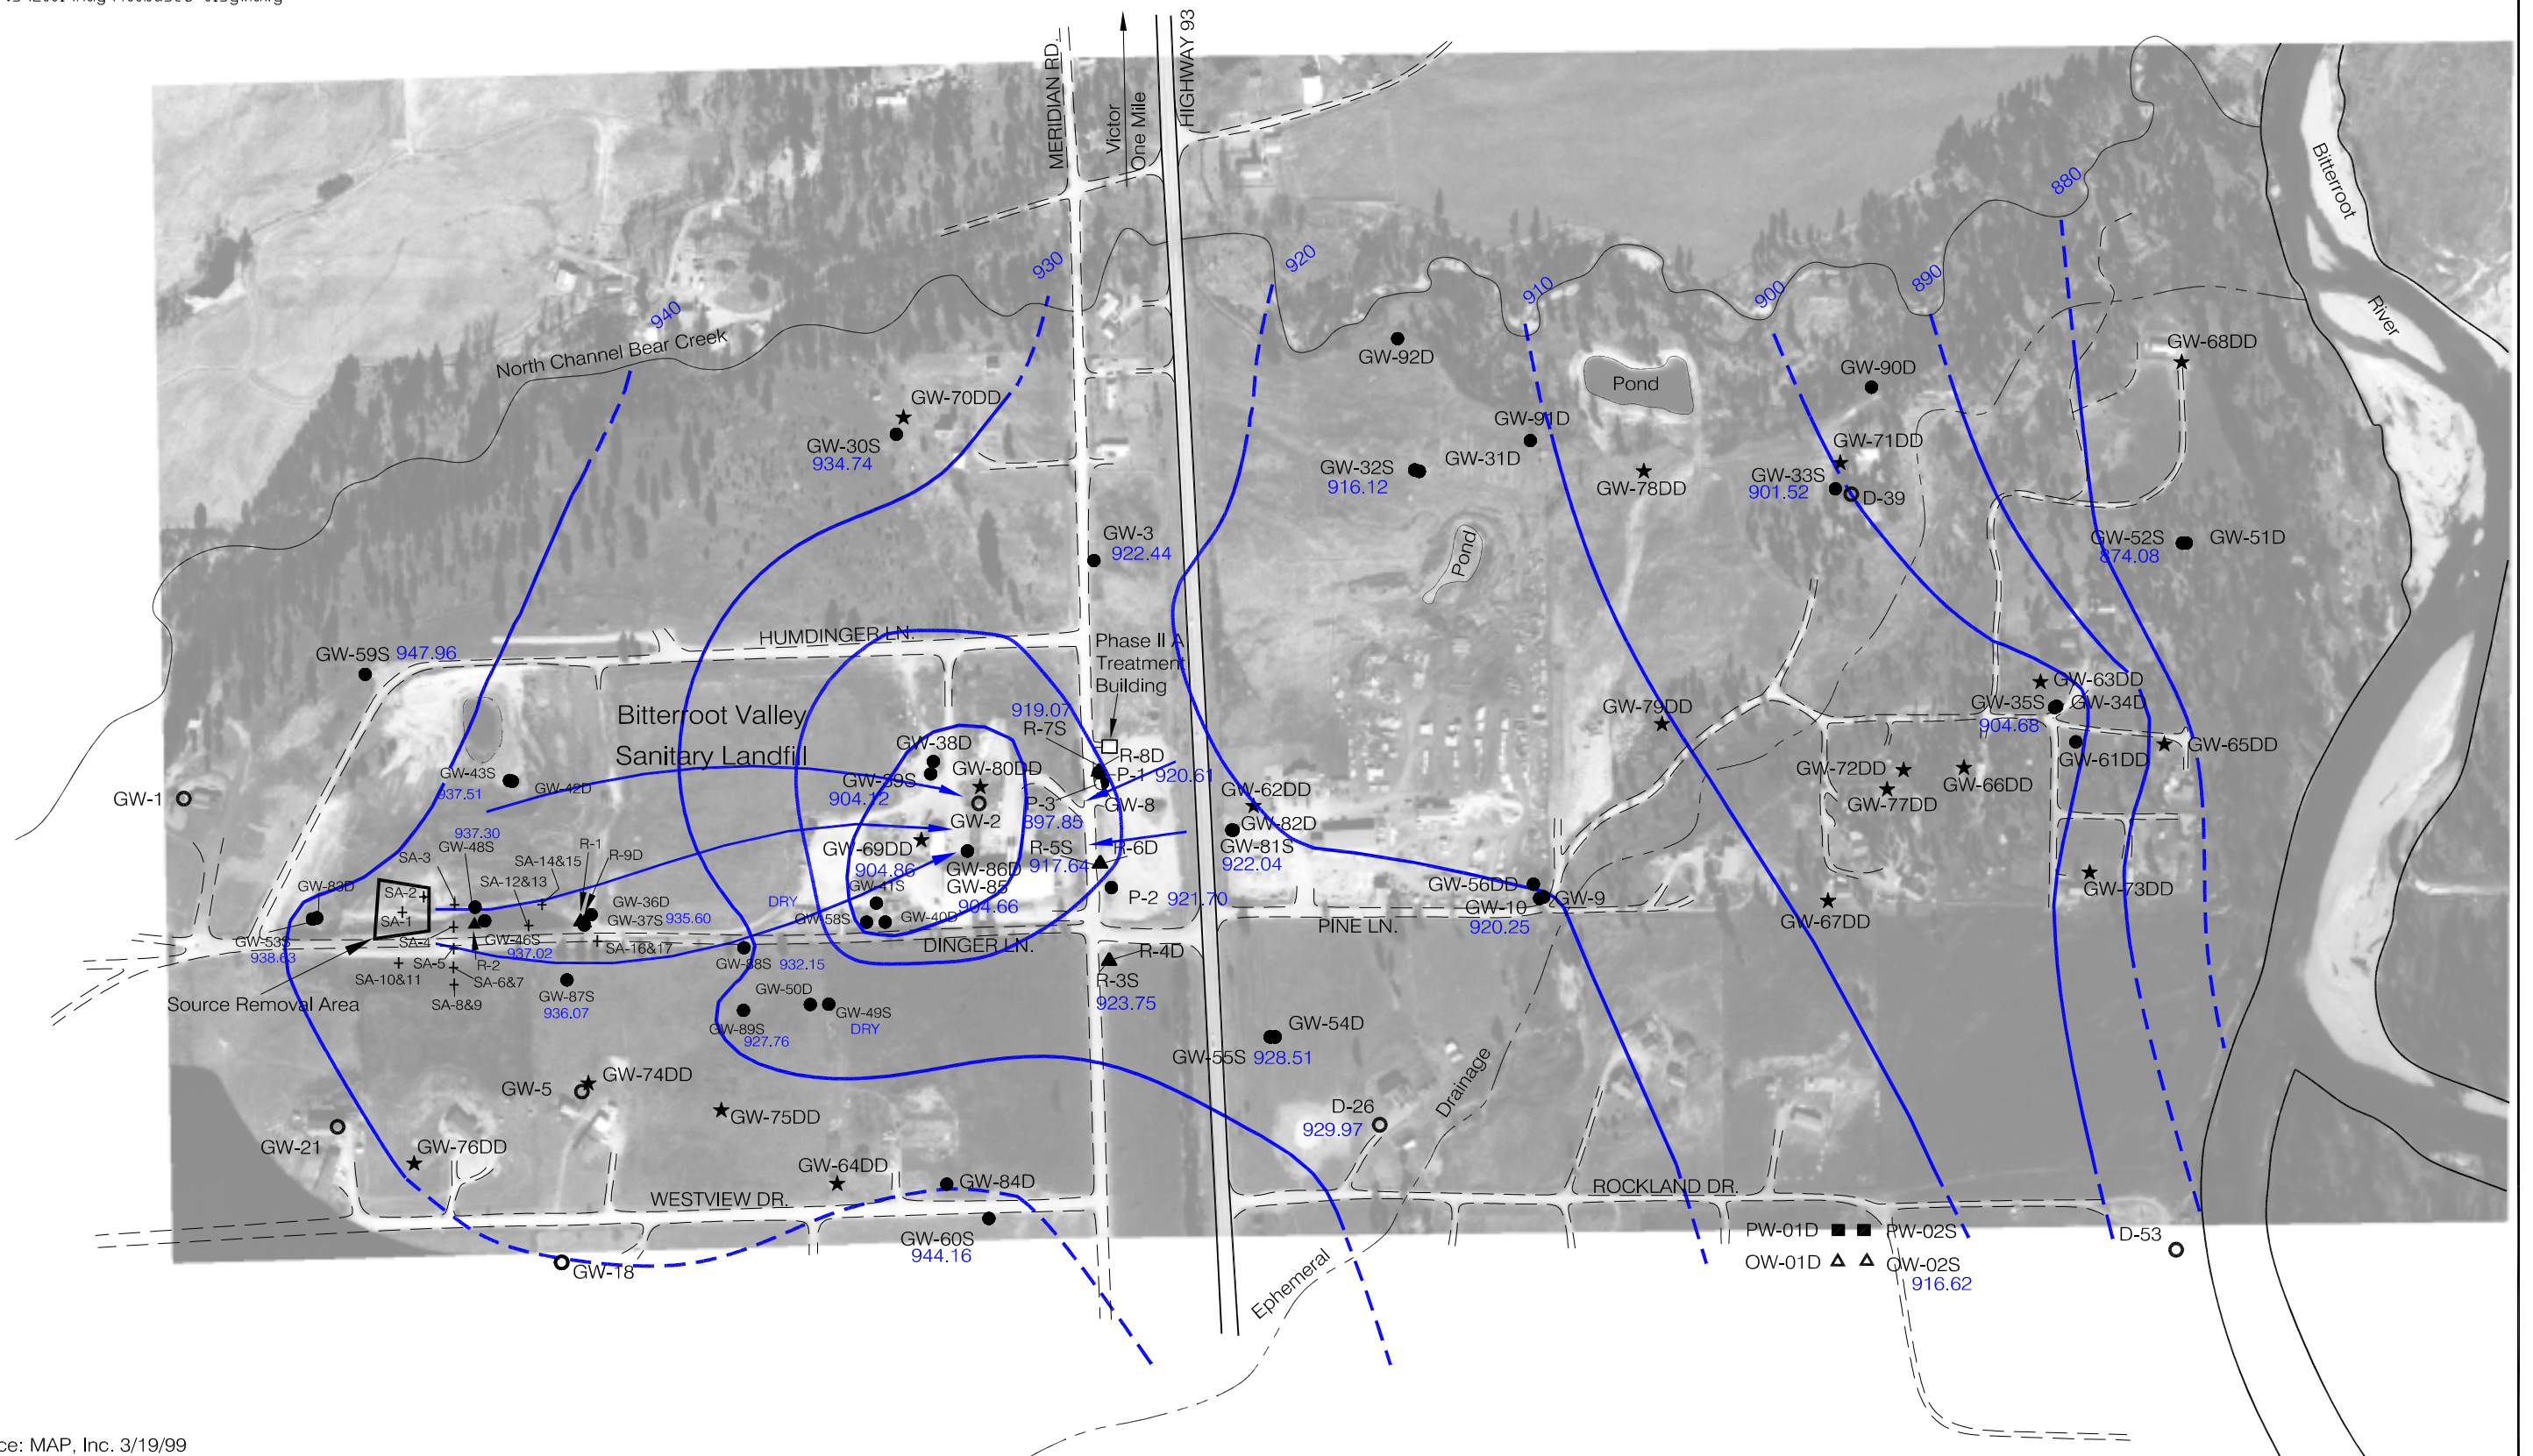 MERIDIAN RD.
Victor
One Mile
HIGHWAY 93
Bitterroot
River
880
890
900
910
920
930
940
North Channel Bear Creek
GW-92D
Pond
GW-68DD
GW-90D
GW-70DD
GW-30S
934.74
GW-91D
GW-31D
GW-32S
916.12
GW-78DD
GW-71DD
GW-33S
901.52
D-39
GW-3
922.44
Pond
GW-52S
874.08
GW-51D
HUMDINGER LN.
GW-59S 947.96
Phase II A
Treatment
Building
GW-63DD
GW-35S
GW-34D
904.68
GW-79DD
Bitterroot Valley
Sanitary Landfill
919.07
R-7S
GW-38D
R-8D
GW-65DD
GW-61DD
GW-43S
937.51
GW-42D
GW-39S
904.12
GW-80DD
P-1 920.61
GW-72DD
GW-66DD
GW-77DD
GW-1
P-3
897.85
GW-8
GW-62DD
GW-2
GW-82D
GW-81S
922.04
937.30
GW-48S
SA-3
SA-14&15
R-1
R-9D
GW-69DD
904.86
R-5S
917.64
R-6D
GW-86D
GW-85
904.66
GW-41S
GW-83D
SA-2
SA-1
SA-12&13
GW-36D
GW-37S 935.60
DRY
GW-58S
GW-40D
P-2 921.70
GW-56DD
GW-10
920.25
GW-9
GW-73DD
GW-67DD
PINE LN.
DINGER LN.
GW-53S
938.63
SA-4
GW-46S
937.02
SA-16&17
SA-5
R-2
SA-10&11
SA-6&7
SA-8&9
GW-88S 932.15
R-4D
R-3S
923.75
Source Removal Area
GW-87S
936.07
GW-50D
GW-49S
DRY
GW-89S
927.76
GW-54D
GW-55S 928.51
GW-5
GW-74DD
GW-75DD
D-26
929.97
Drainage
GW-21
GW-76DD
GW-64DD
GW-84D
WESTVIEW DR.
ROCKLAND DR.
GW-60S
944.16
GW-18
Ephemeral
PW-01D
PW-02S
OW-01D
OW-02S
916.62
D-53
ce: MAP, Inc. 3/19/99